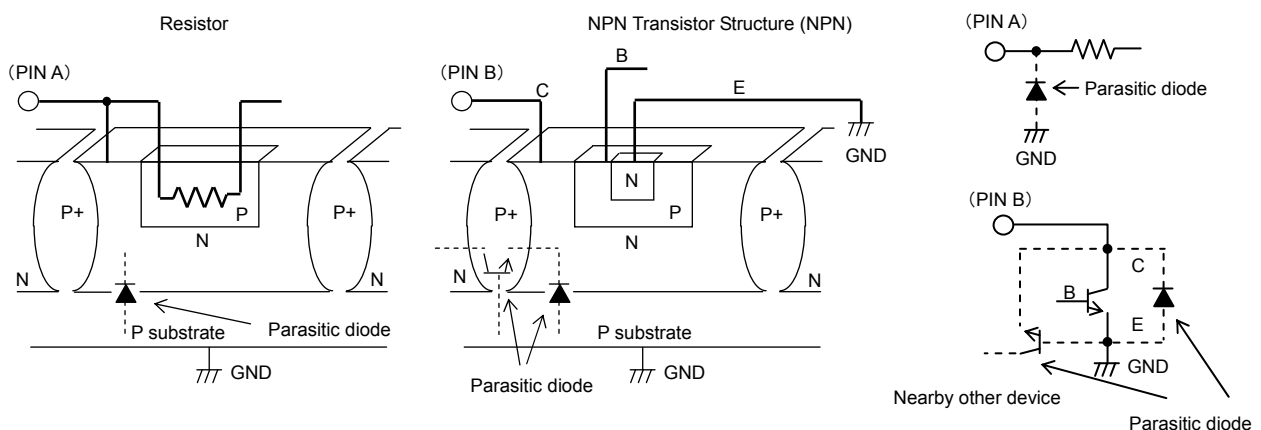 Resistor
(PIN A)
P+
P
P+
N
N
N
P substrate
Parasitic diode
GND
NPN Transistor Structure (NPN)
(PIN B)
B
C
E
GND
N
P+
P
P+
N
N
N
P substrate
Parasitic diode
GND
(PIN A)
Parasitic diode
GND
(PIN B)
C
B
E
GND
Nearby other device
Parasitic diode